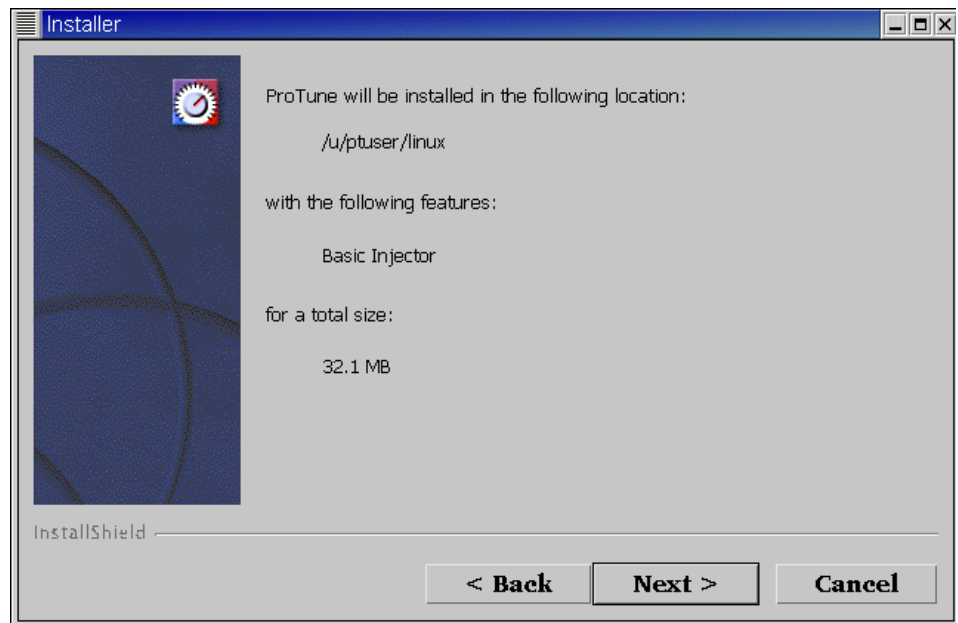 Installer
ProTune will be installed in the following location:
/u/ptuser/linux
with the following features:
Basic Injector
for a total size:
32.1 MB
InstallShield
< Back
Next >
Cancel